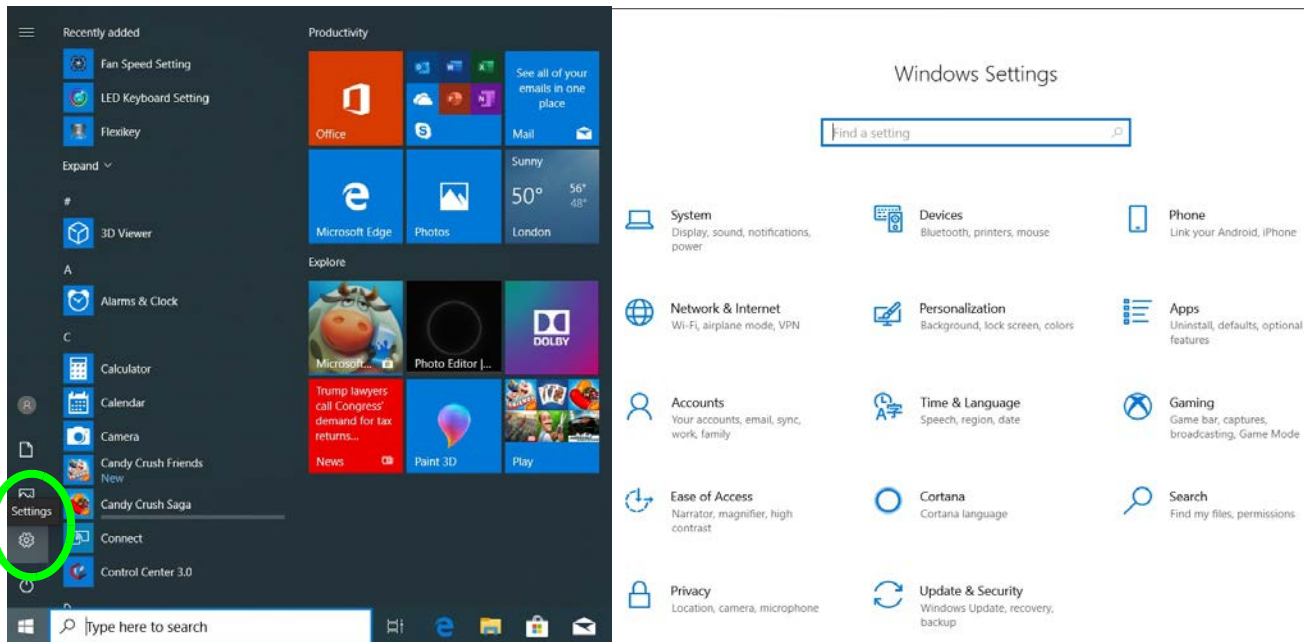 Recently added
Fan Speed Setting
LED Keyboard Setting
Flexikey
Expand
#
3D Viewer
A
Alarms & Clock
C
Calculator
Calendar
Camera
Candy Crush Friends
New
Candy Crush Saga
Connect
Control Center 3.0
Settings
Type here to search
Productivity
Office
See all of your
emails in one
place
Mail
Microsoft Edge
Photos
Sunny
50°
56°
48°
London
Explore
Microsoft...
Photo Editor |...
DOLBY
Trump lawyers
call Congress'
demand for tax
returns...
News
Paint 3D
Play
Windows Settings
Find a setting
System
Display, sound, notifications,
power
Devices
Bluetooth, printers, mouse
Phone
Link your Android, iPhone
Network & Internet
Wi-Fi, airplane mode, VPN
Personalization
Background, lock screen, colors
Apps
Uninstall, defaults, optional
features
Accounts
Your accounts, email, sync,
work, family
Time & Language
Speech, region, date
Gaming
Game bar, captures,
broadcasting, Game Mode
Ease of Access
Narrator, magnifier, high
contrast
Cortana
Cortana language
Search
Find my files, permissions
Privacy
Location, camera, microphone
Update & Security
Windows Update, recovery,
backup